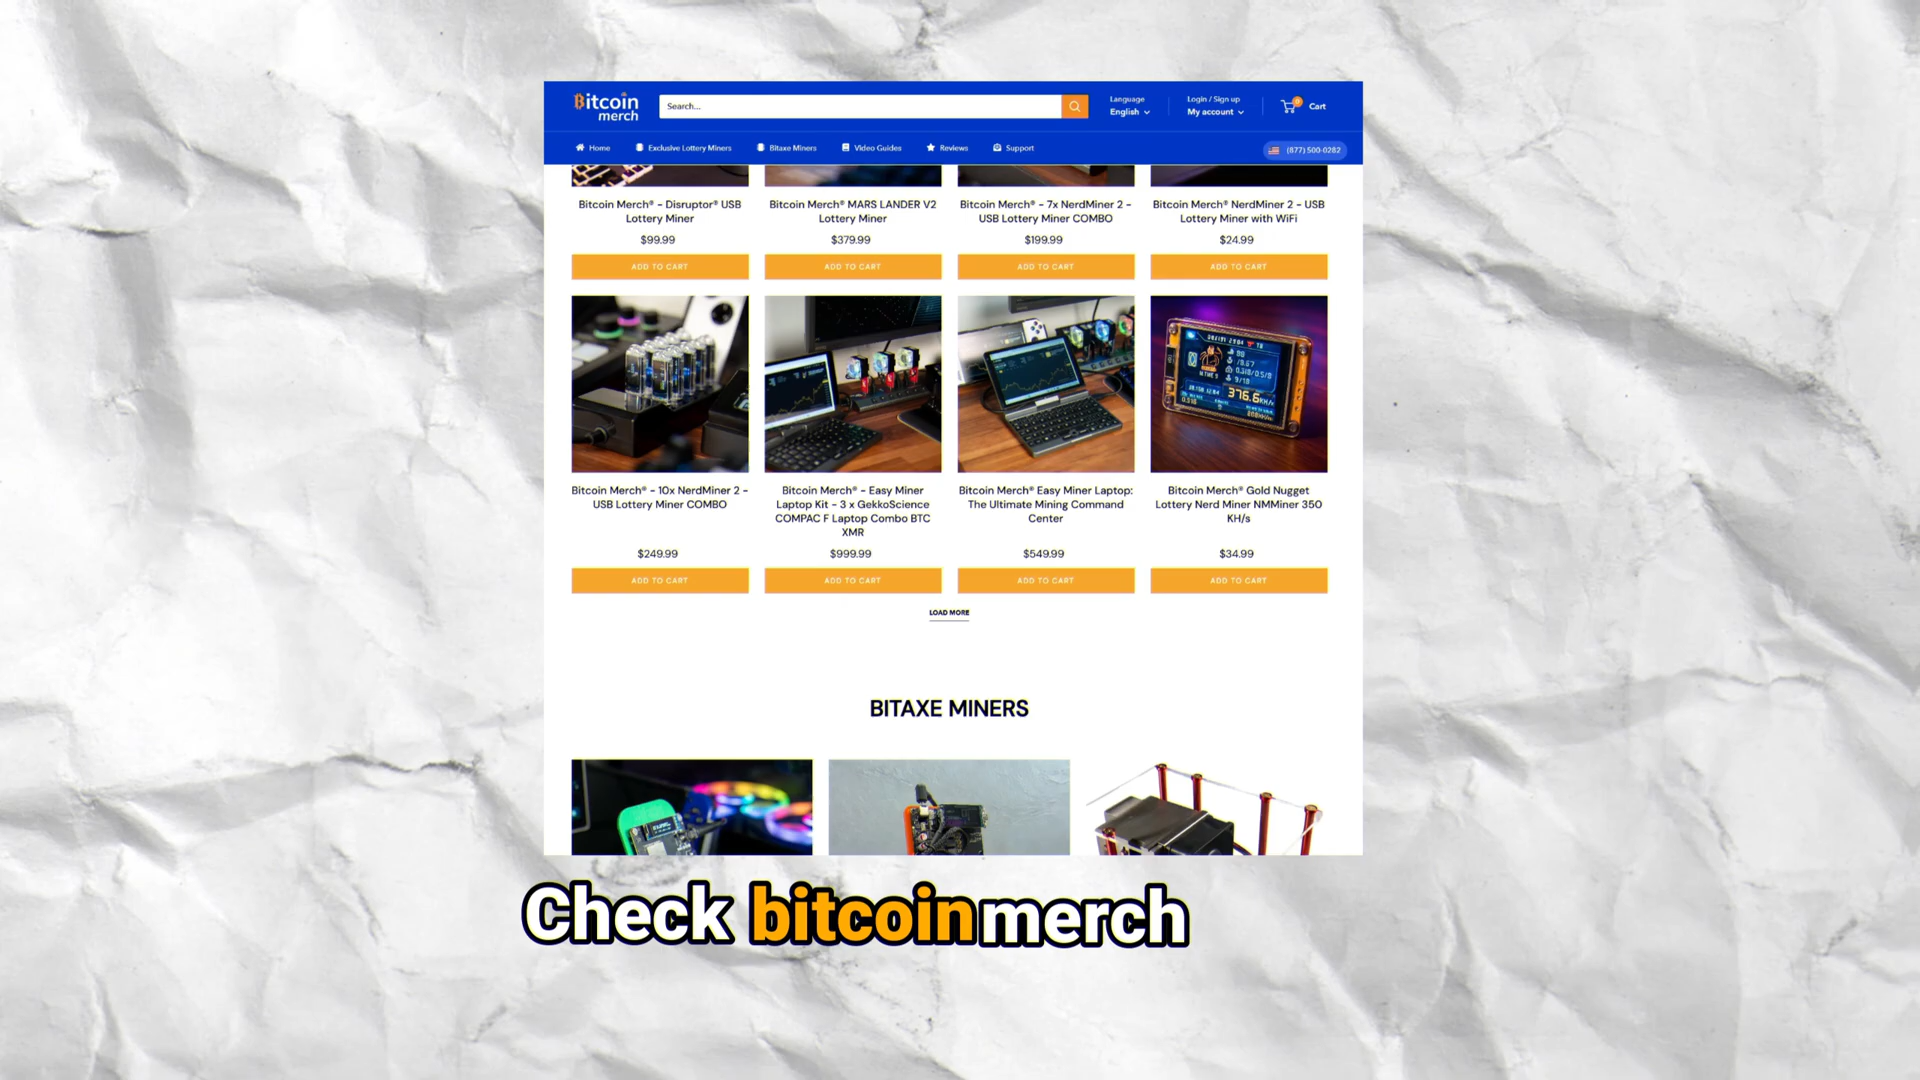 Bitcoin
merch
Search...
Language
English
Login / Sign up
My account
0
Cart
Home
Exclusive Lottery Miners
Bitaxe Miners
Video Guides
Reviews
Support
(877) 500-0282
Bitcoin Merch® - Disruptor® USB
Lottery Miner
$99.99
ADD TO CART
Bitcoin Merch® MARS LANDER V2
Lottery Miner
$379.99
ADD TO CART
Bitcoin Merch® - 7x NerdMiner 2 -
USB Lottery Miner COMBO
$199.99
ADD TO CART
Bitcoin Merch® NerdMiner 2 - USB
Lottery Miner with WiFi
$24.99
ADD TO CART
376.6KH/s
Bitcoin Merch® - 10x NerdMiner 2 -
USB Lottery Miner COMBO
$249.99
ADD TO CART
Bitcoin Merch® - Easy Miner
Laptop Kit - 3 x GekkoScience
COMPAC F Laptop Combo BTC
XMR
$999.99
ADD TO CART
Bitcoin Merch® Easy Miner Laptop:
The Ultimate Mining Command
Center
$549.99
ADD TO CART
Bitcoin Merch® Gold Nugget
Lottery Nerd Miner NMMiner 350
KH/s
$34.99
ADD TO CART
LOAD MORE
BITAXE MINERS
Check bitcoinmerch